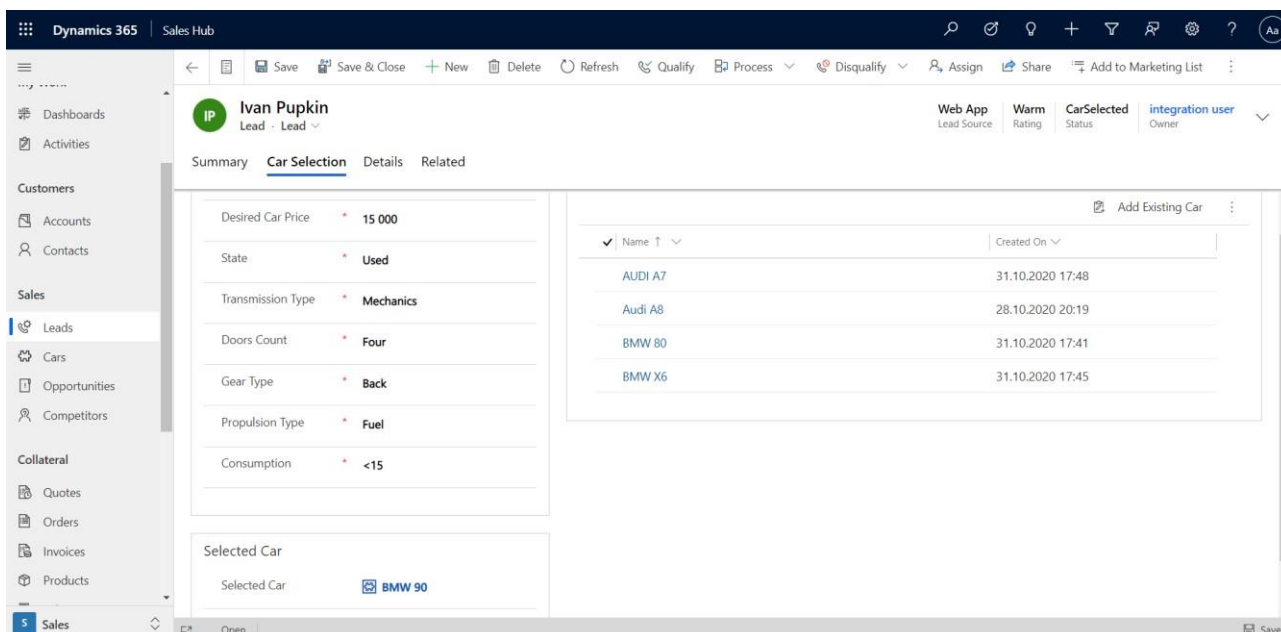 Dynamics 365 Sales Hub Aa
Save Save & Close New Delete Refresh Qualify Process Disqualify Assign Share Add to Marketing List
IP Ivan Pupkin
Lead · Lead
Web App Warm CarSelected integration user
Lead Source Rating Status Owner
Summary Car Selection Details Related
Dashboards
Activities
Customers
Accounts
Contacts
Sales
Leads
Cars
Opportunities
Competitors
Collateral
Quotes
Orders
Invoices
Products
S Sales
Desired Car Price * 15 000
State * Used
Transmission Type * Mechanics
Doors Count * Four
Gear Type * Back
Propulsion Type * Fuel
Consumption * <15
Selected Car
Selected Car BMW 90
Add Existing Car
Name ↑ Created On
AUDI A7 31.10.2020 17:48
Audi A8 28.10.2020 20:19
BMW 80 31.10.2020 17:41
BMW X6 31.10.2020 17:45
Open Save